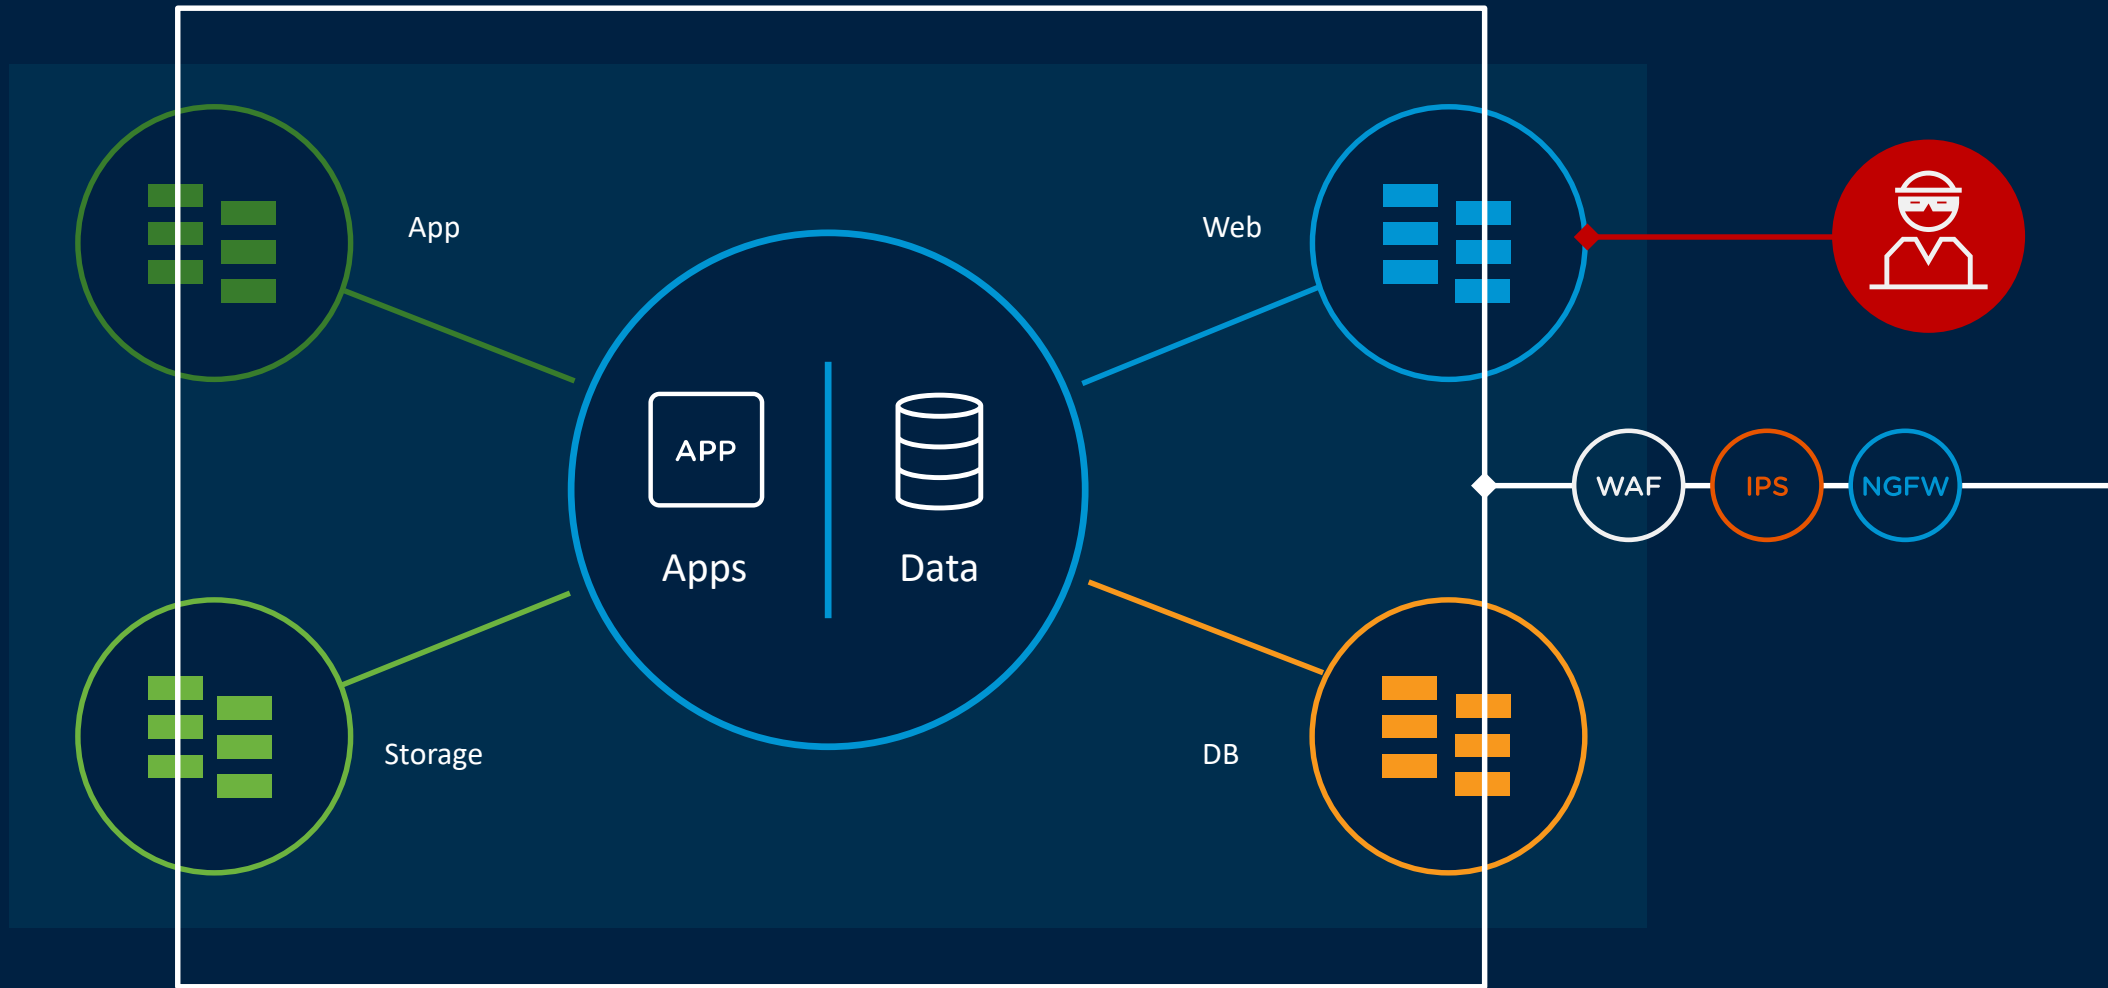 App
Web
APP
Apps
Data
WAF
IPS
NGFW
Storage
DB